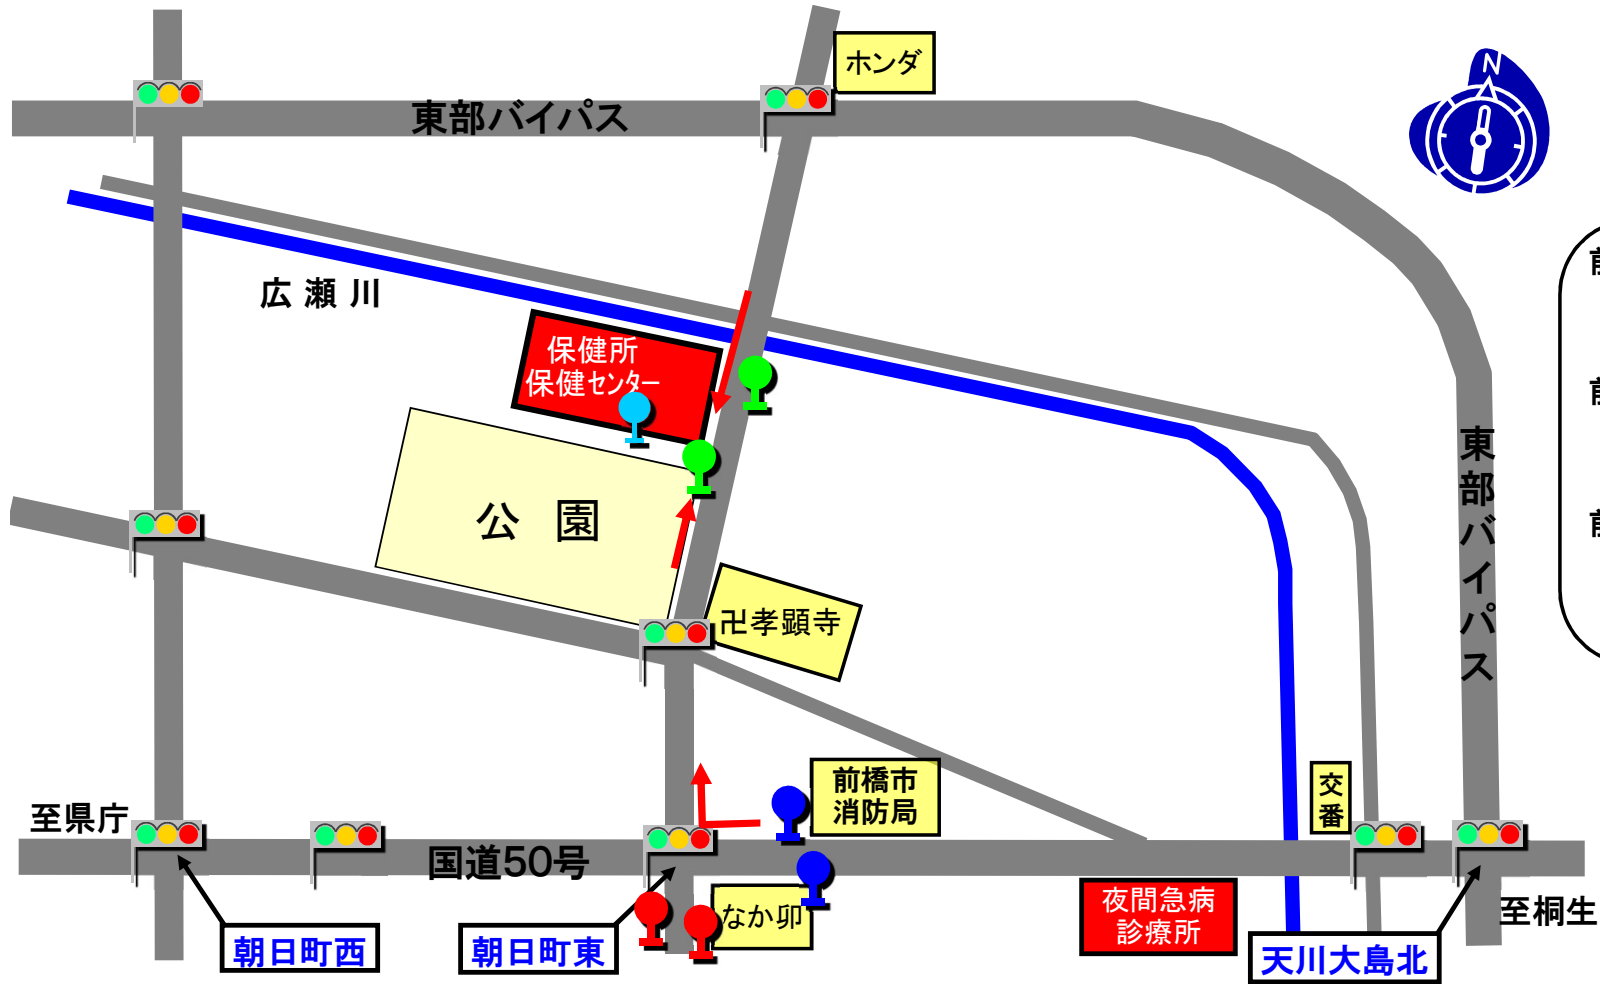 N
ホンダ
東部バイパス
広瀬川
保健所
保健センター
公園
卍孝顕寺
東部バイパス
前橋市
消防局
交番
至県庁
国道50号
なか卯
夜間急病
診療所
至桐生
朝日町西
朝日町東
天川大島北